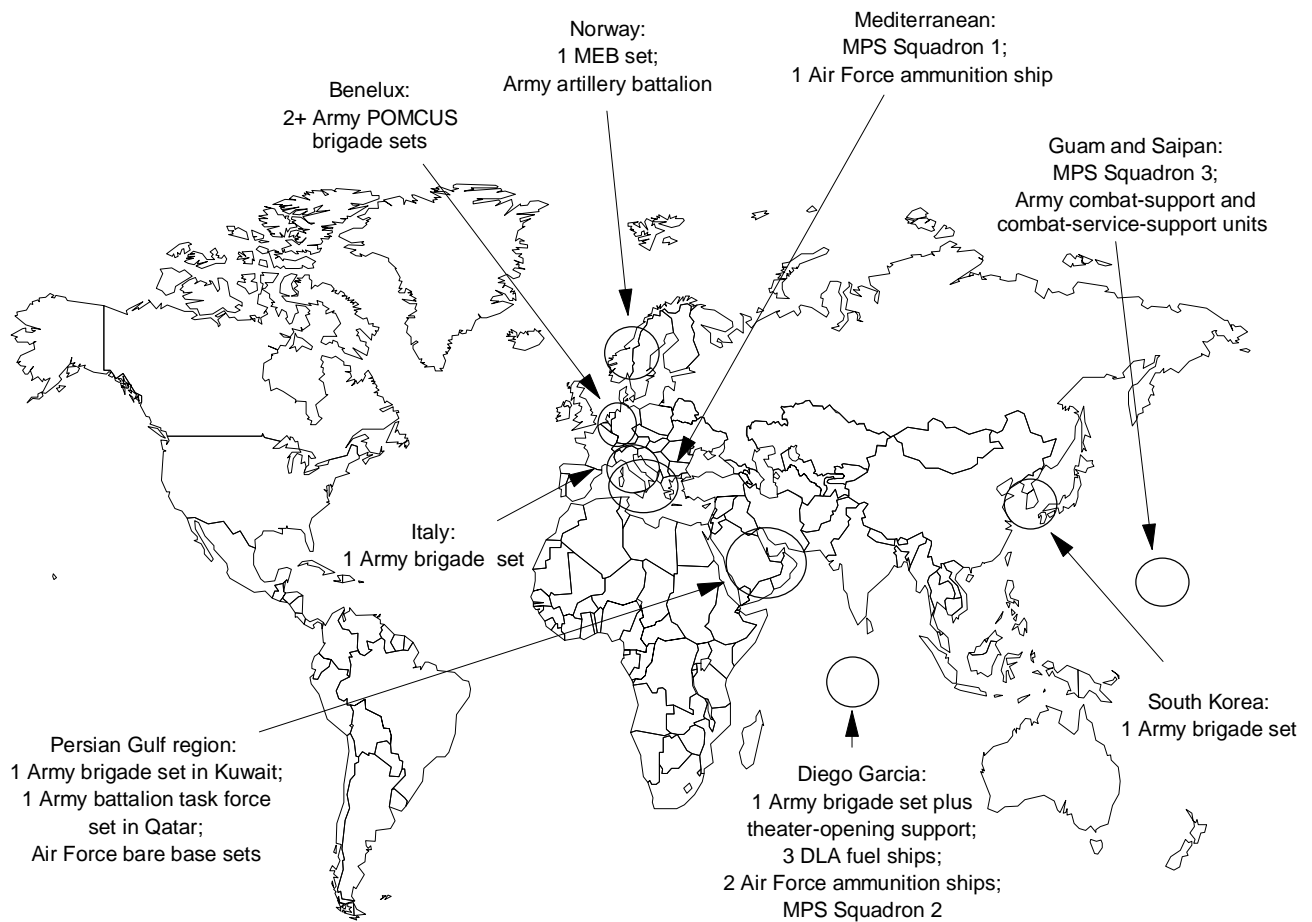 Norway:
1 MEB set;
Army artillery battalion
Mediterranean:
MPS Squadron 1;
1 Air Force ammunition ship
Benelux:
2+ Army POMCUS
brigade sets
Guam and Saipan:
MPS Squadron 3;
Army combat-support and
combat-service-support units
Italy:
1 Army brigade set
South Korea:
1 Army brigade set
Persian Gulf region:
1 Army brigade set in Kuwait;
1 Army battalion task force
set in Qatar;
Air Force bare base sets
Diego Garcia:
1 Army brigade set plus
theater-opening support;
3 DLA fuel ships;
2 Air Force ammunition ships;
MPS Squadron 2